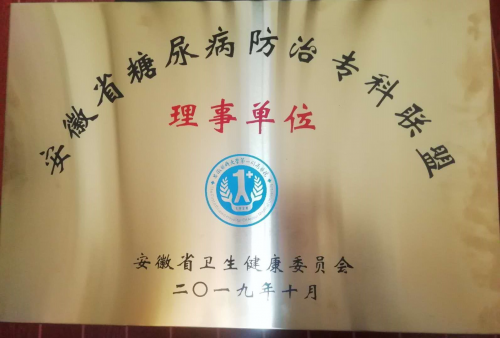 安徽省糖尿病防治专科联盟
理事单位
1+
安徽省卫生健康委员会
二〇一九年十月